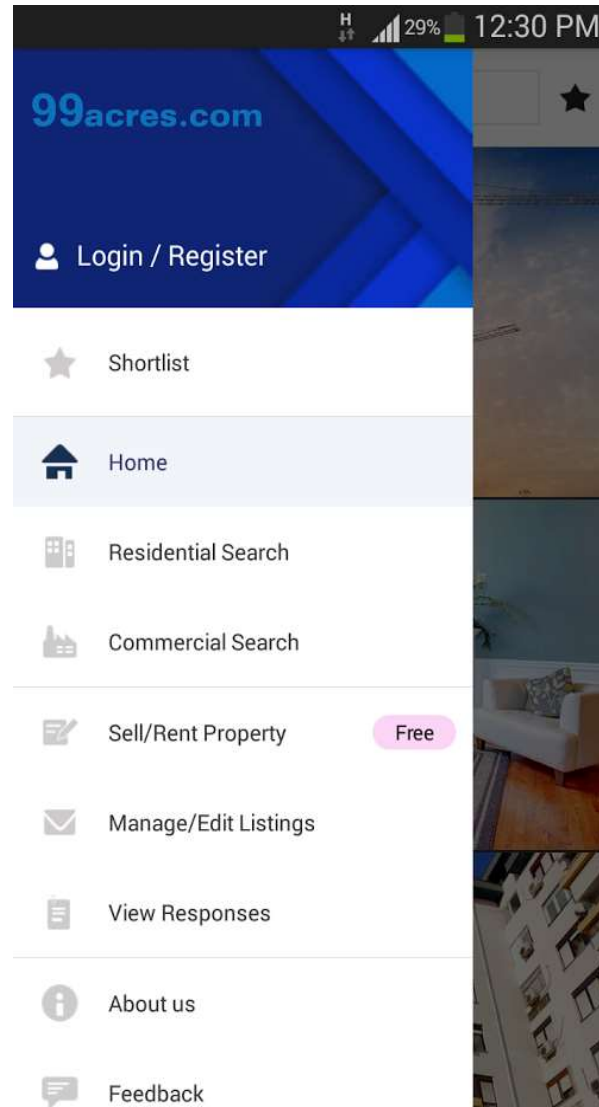 H 29% 12:30 PM
99acres.com
Login / Register
Shortlist
Home
Residential Search
Commercial Search
Sell/Rent Property Free
Manage/Edit Listings
View Responses
About us
Feedback